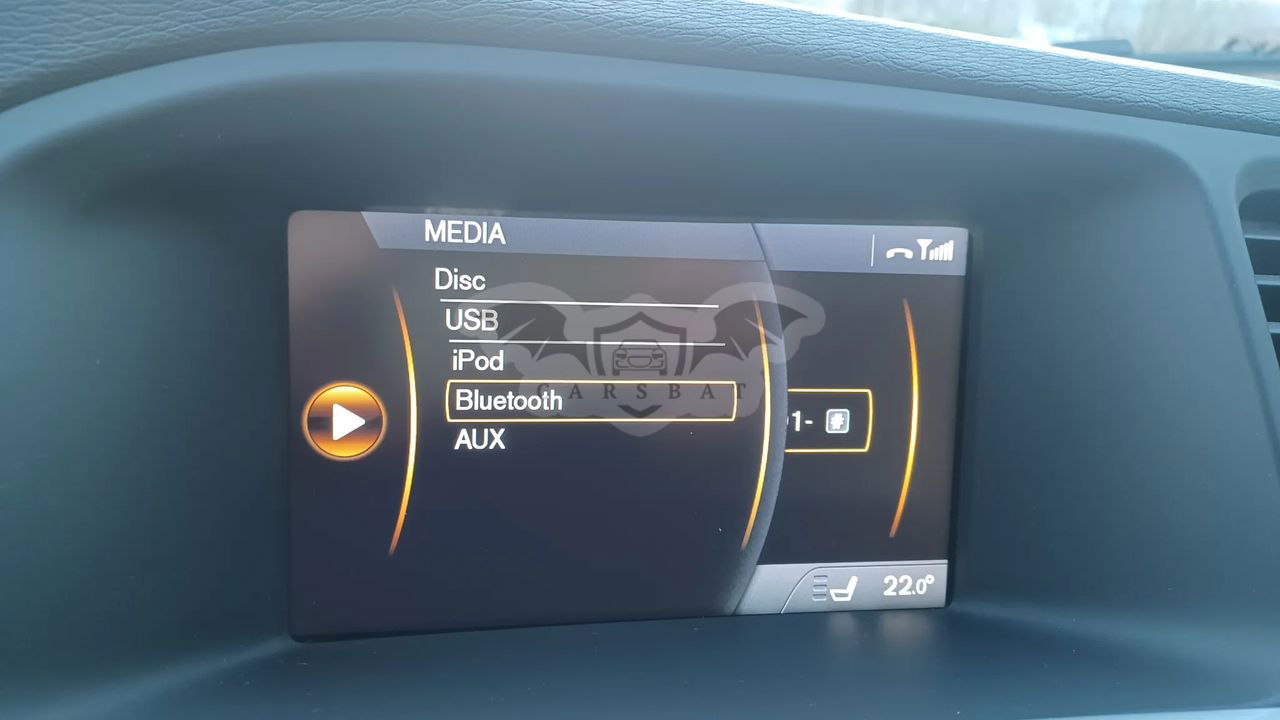 MEDIA
Disc
USB
iPod
Bluetooth
AUX
1- #
22.0°
CARSBAT